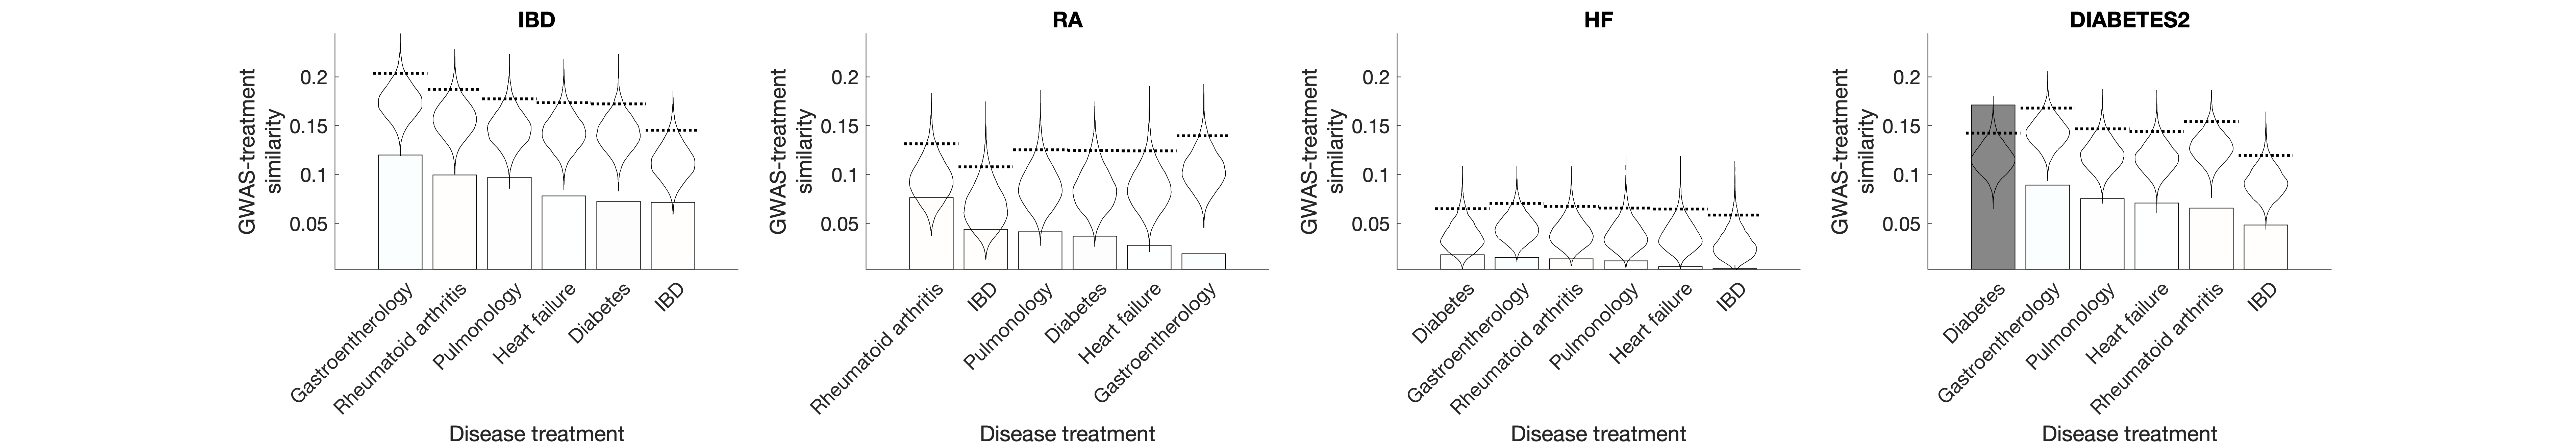 IBD
GWAS-treatment
similarity
0.2
0.15
0.1
0.05
Gastroentherology
Rheumatoid arthritis
Pulmonology
Heart failure
Diabetes
IBD
Disease treatment
RA
GWAS-treatment
similarity
0.2
0.15
0.1
0.05
Rheumatoid arthritis
IBD
Pulmonology
Diabetes
Heart failure
Gastroentherology
Disease treatment
HF
GWAS-treatment
similarity
0.2
0.15
0.1
0.05
Diabetes
Gastroentherology
Rheumatoid arthritis
Pulmonology
Heart failure
IBD
Disease treatment
DIABETES2
GWAS-treatment
similarity
0.2
0.15
0.1
0.05
Diabetes
Gastroentherology
Pulmonology
Heart failure
Rheumatoid arthritis
IBD
Disease treatment